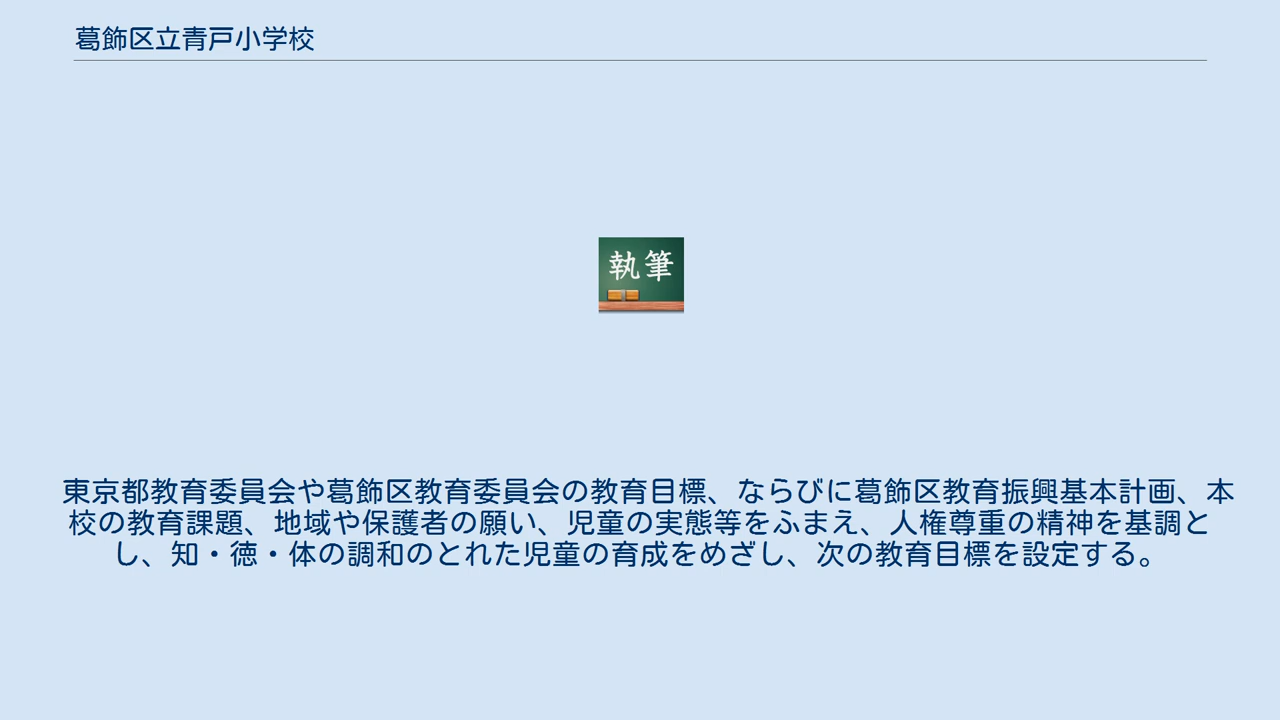 葛飾区立青戸小学校
執筆
東京都教育委員会や葛飾区教育委員会の教育目標、ならびに葛飾区教育振興基本計画、本
校の教育課題、地域や保護者の願い、児童の実態等をふまえ、人権尊重の精神を基調と
し、知・徳・体の調和のとれた児童の育成をめざし、次の教育目標を設定する。